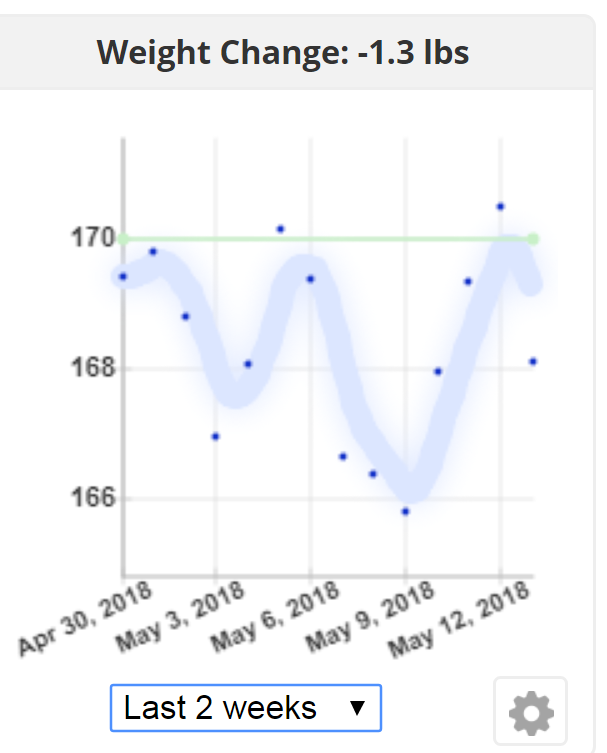 Weight Change: -1.3 lbs
170
168
166
Apr 30, 2018
May 3, 2018
May 6, 2018
May 9, 2018
May 12, 2018
Last 2 weeks